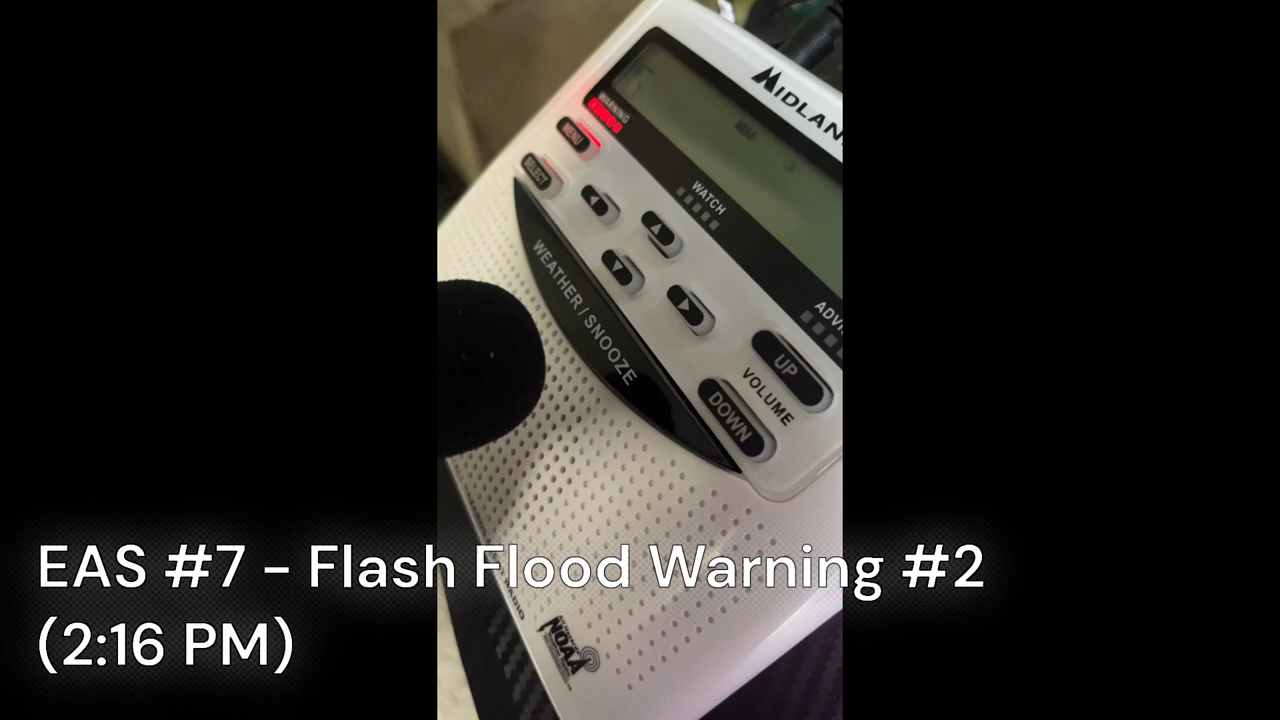 MIDLAN
WARNING
MENU
SELECT
WATCH
WEATHER / SNOOZE
ADVI
UP
VOLUME
DOWN
EAS #7 - Flash Flood Warning #2
(2:16 PM)
NOAA